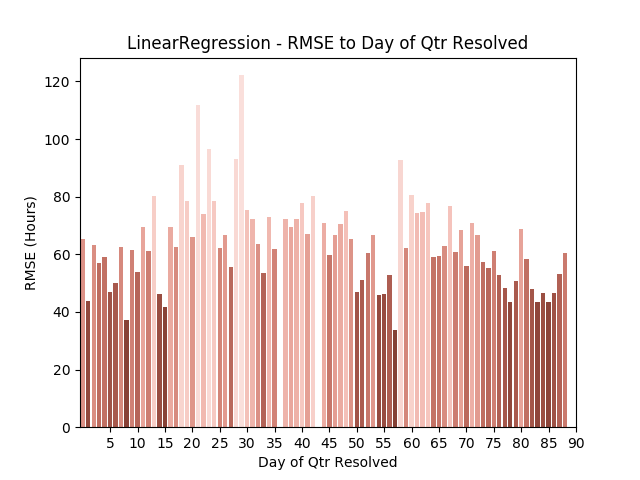 LinearRegression - RMSE to Day of Qtr Resolved
120
100
80
60
40
20
0
RMSE (Hours)
5 10 15 20 25 30 35 40 45 50 55 60 65 70 75 80 85 90
Day of Qtr Resolved